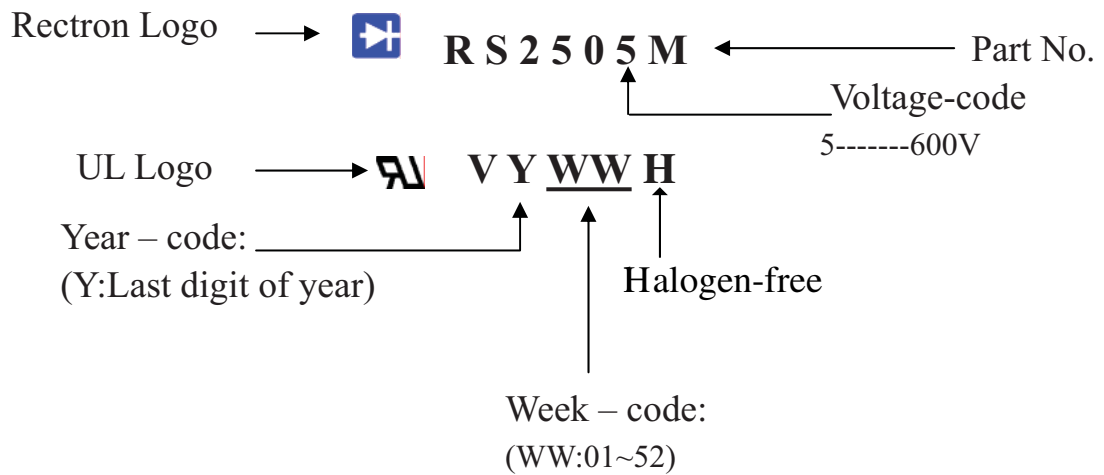 Rectron Logo
R S 2 5 0 5 M
Part No.
Voltage-code
5-------600V
UL Logo
V Y WW H
Year – code:
(Y:Last digit of year)
Halogen-free
Week – code:
(WW:01~52)